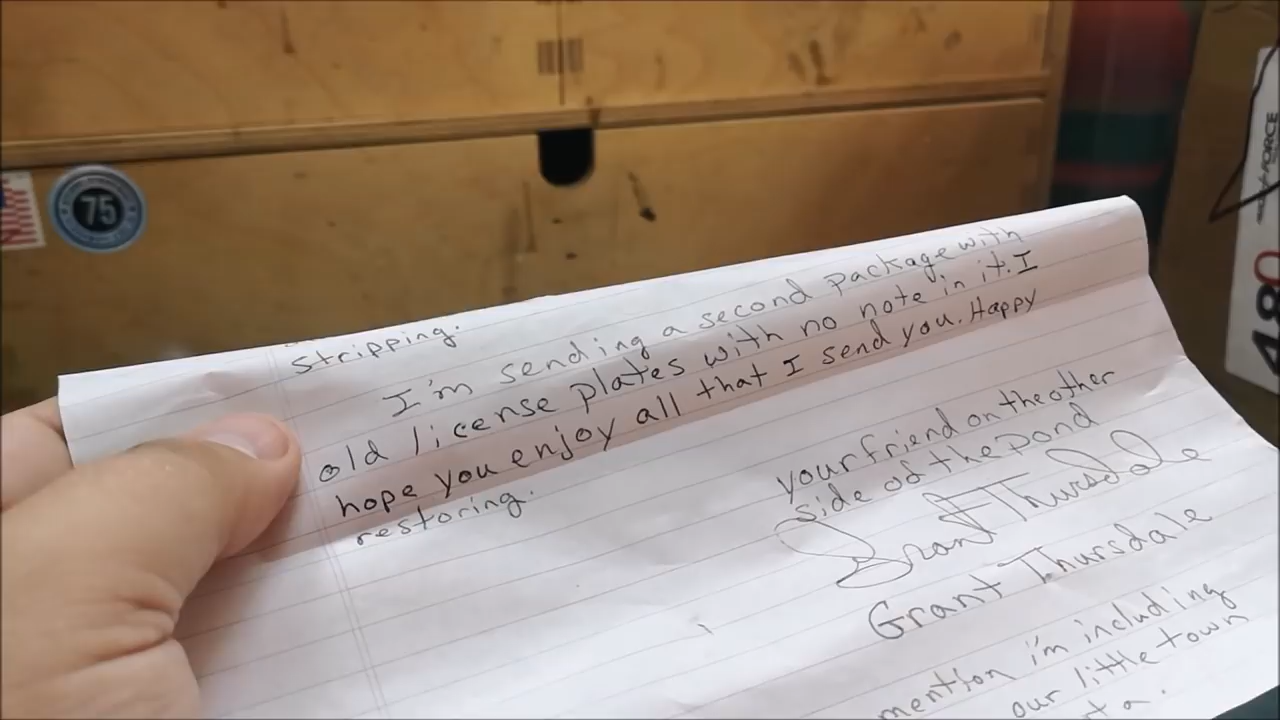 stripping.
I'm sending a second package with
old license plates with no note in it. I
hope you enjoy all that I send you. Happy
restoring.
your friend on the other
side of the pond
Grant Thursdale
Grant Thursdale
mention i'm including
our little town
75
480